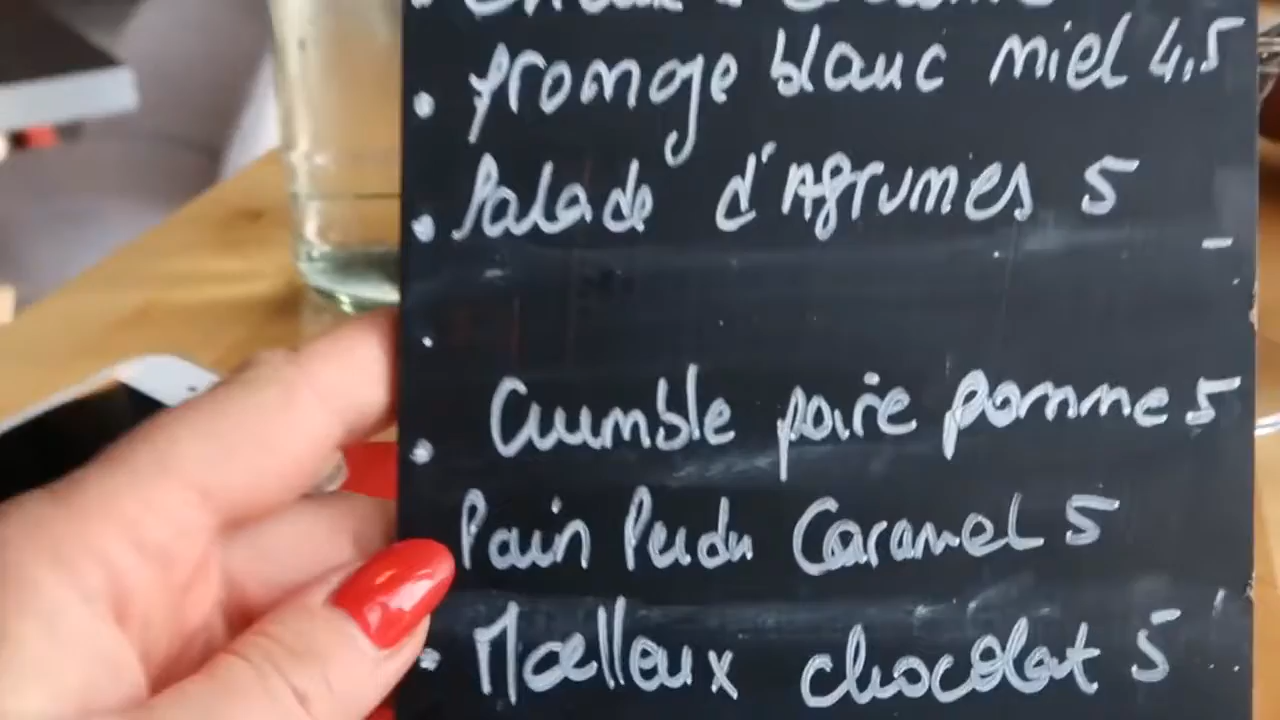 • fromage blanc miel 4,5
• Salade d'Agrumes 5
• Crumble poire pomme 5
Pain Perdu Caramel 5
• Moelleux chocolat 5